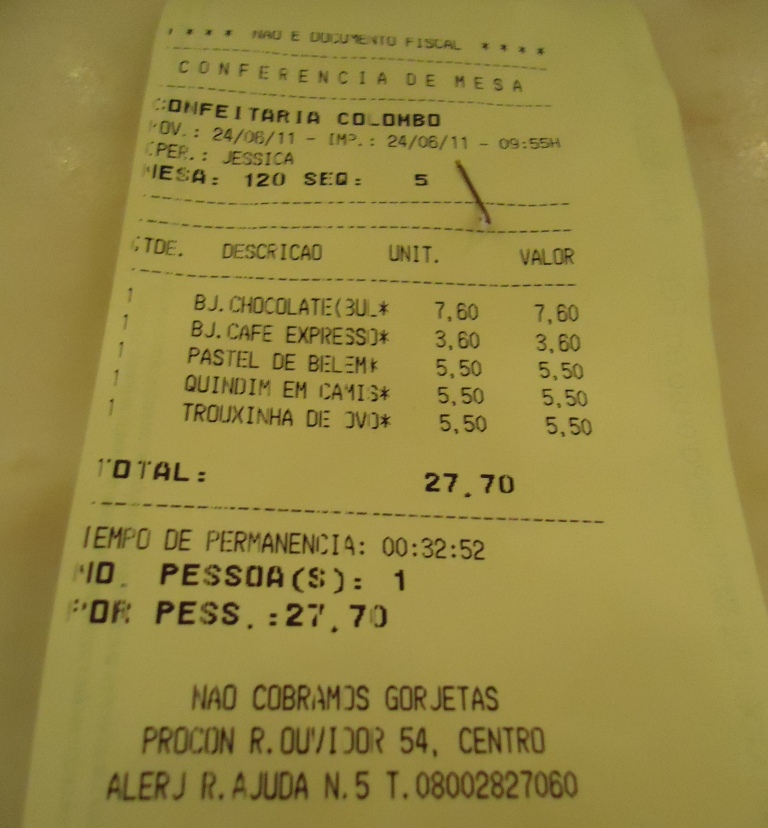 * * * * NAO E DOCUMENTO FISCAL * * * *
CONFERENCIA DE MESA
CONFEITARIA COLOMBO
MOV.: 24/06/11 - IMP.: 24/06/11 - 09:55H
OPER.: JESSICA
MESA: 120 SEQ: 5
QTDE. DESCRICAO UNIT. VALOR
1 BJ.CHOCOLATE(BUL* 7,60 7,60
1 BJ.CAFE EXPRESSO* 3,60 3,60
1 PASTEL DE BELEM* 5,50 5,50
1 QUINDIM EM CAMIS* 5,50 5,50
1 TROUXINHA DE OVO* 5,50 5,50
TOTAL: 27,70
TEMPO DE PERMANENCIA: 00:32:52
NO. PESSOA(S): 1
POR PESS.:27,70
NAO COBRAMOS GORJETAS
PROCON R.OUVIDOR 54, CENTRO
ALERJ R.AJUDA N.5 T.08002827060